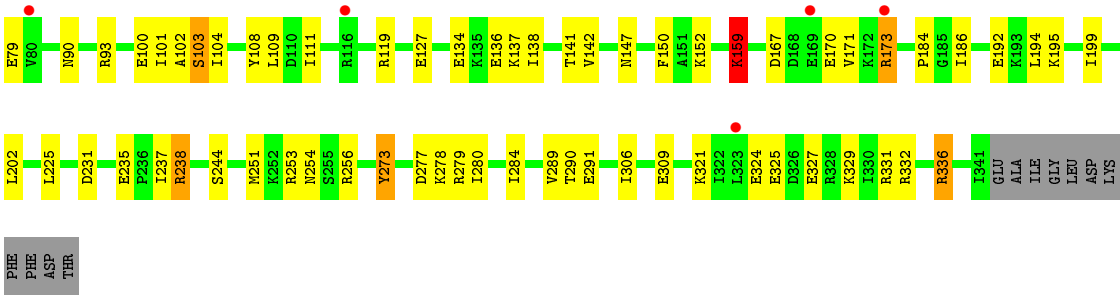 E79 V80 N90 R93 E100 I101 A102 S103 I104 Y108 L109 D110 I111 R116 R119 E127 E134 K135 E136 K137 I138 T141 V142 N147 F150 A151 K152 K159 D167 D168 E169 E170 V171 K172 R173 P184 G185 I186 E192 K193 L194 K195 I199
L202 L225 D231 E235 P236 I237 R238 S244 M251 K252 R253 N254 S255 R256 Y273 D277 K278 R279 I280 I284 V289 T290 E291 I306 E309 K321 I322 L323 E324 E325 D326 E327 R328 K329 I330 R331 R332 R336 I341 GLU ALA ILE GLY LEU ASP LYS
PHE PHE ASP THR